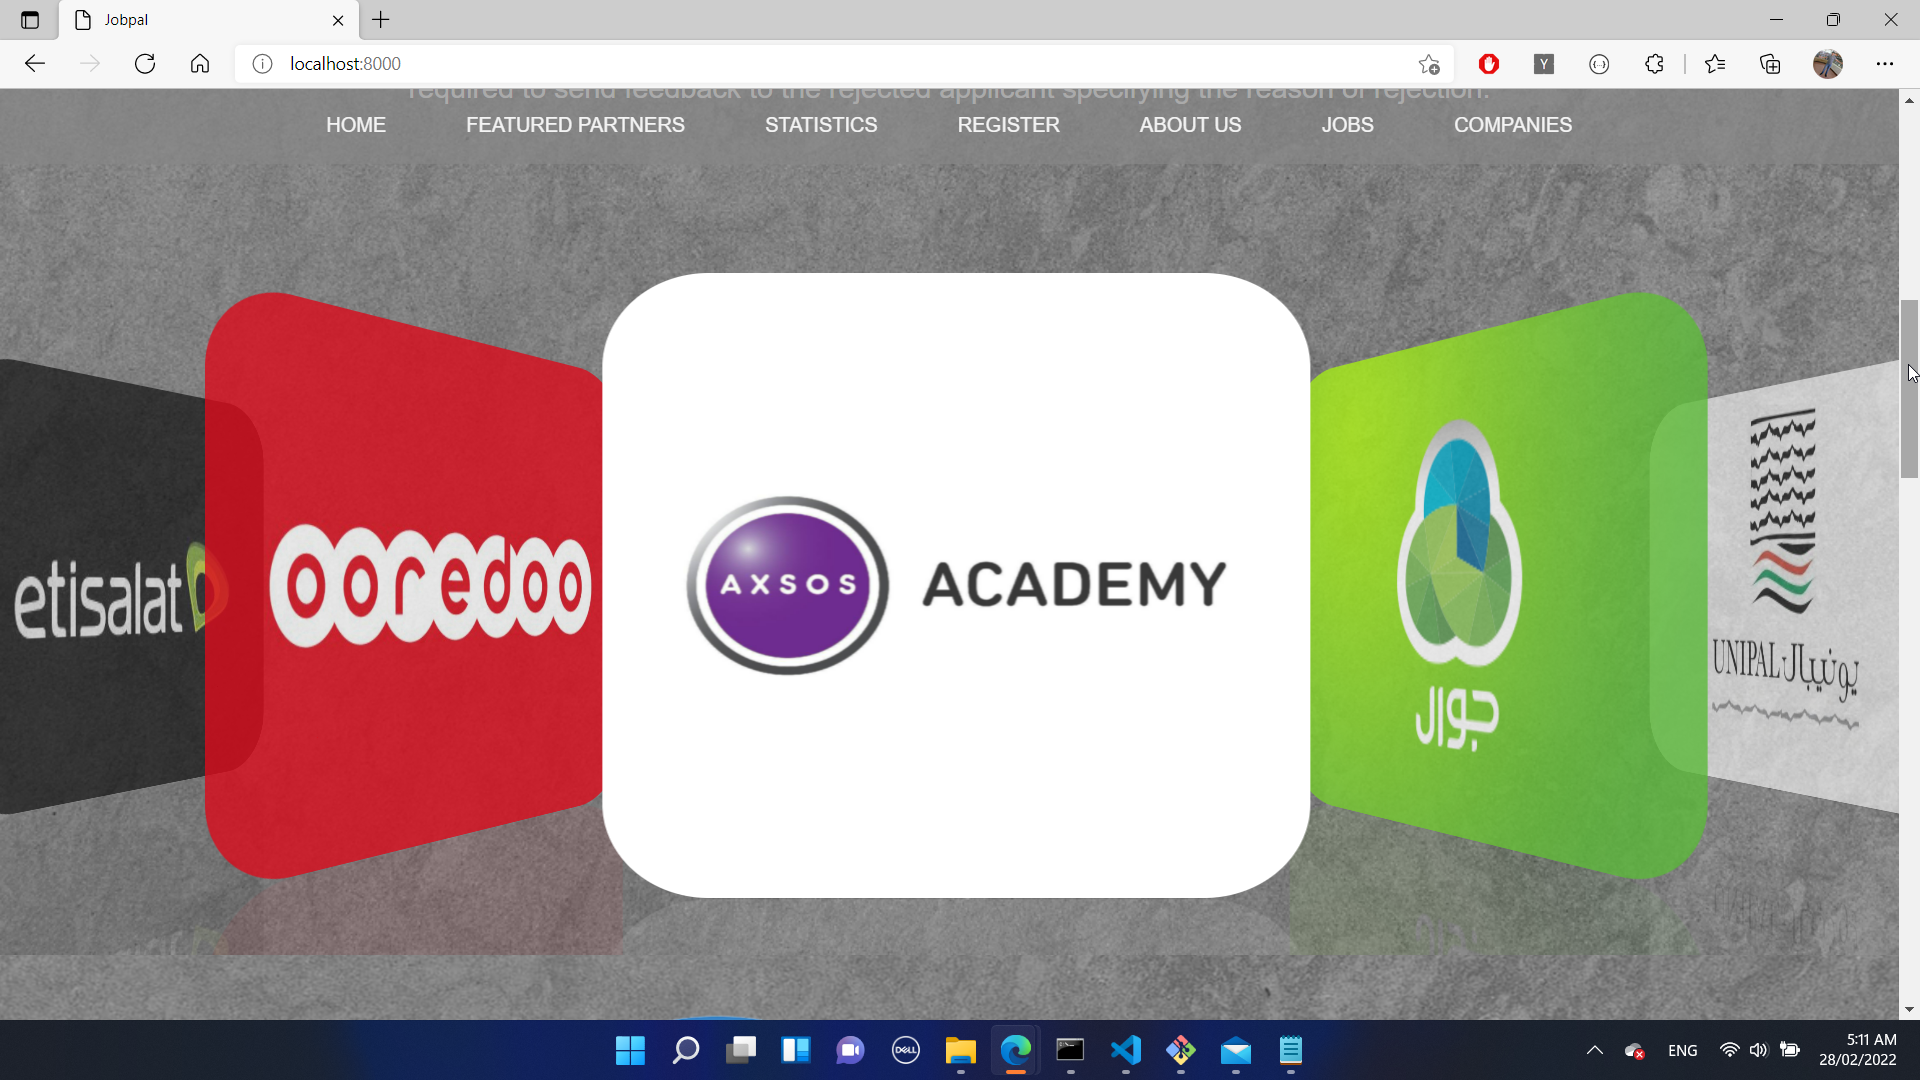 Jobpal
localhost:8000
required to send feedback to the rejected applicant specifying the reason of rejection.
HOME FEATURED PARTNERS STATISTICS REGISTER ABOUT US JOBS COMPANIES
etisalat
ooredoo
AXSOS ACADEMY
جوال
UNIPAL يونيبال
Y
DELL
ENG
5:11 AM
28/02/2022